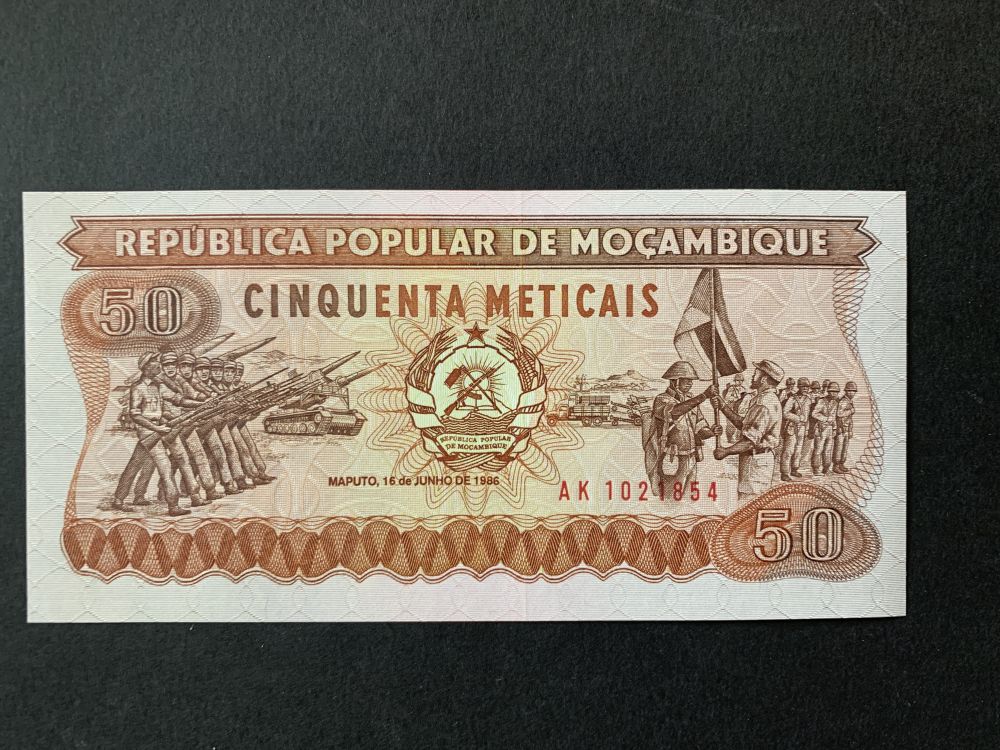 REPÚBLICA POPULAR DE MOÇAMBIQUE
50
CINQUENTA METICAIS
REPÚBLICA POPULAR
DE MOÇAMBIQUE
MAPUTO, 16 de JUNHO DE 1986
AK 1021854
50